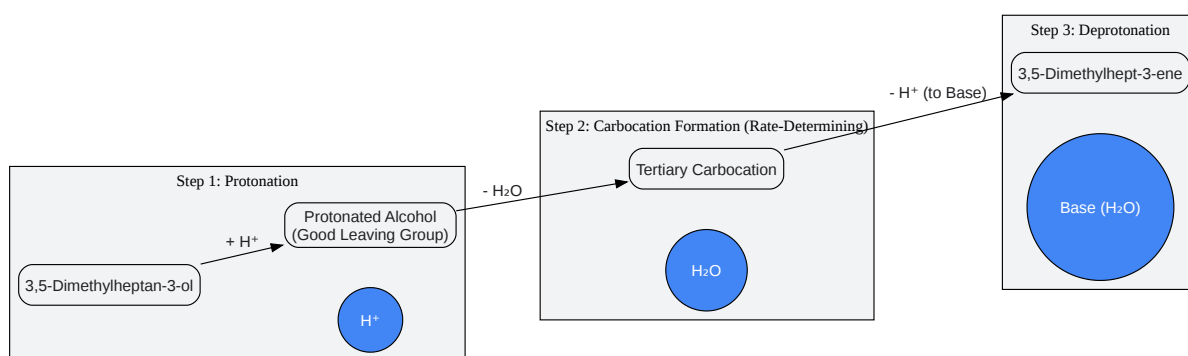 Step 1: Protonation
3,5-Dimethylheptan-3-ol
+ H⁺
Protonated Alcohol
(Good Leaving Group)
H⁺
- H₂O
Step 2: Carbocation Formation (Rate-Determining)
Tertiary Carbocation
H₂O
- H⁺ (to Base)
Step 3: Deprotonation
3,5-Dimethylhept-3-ene
Base (H₂O)